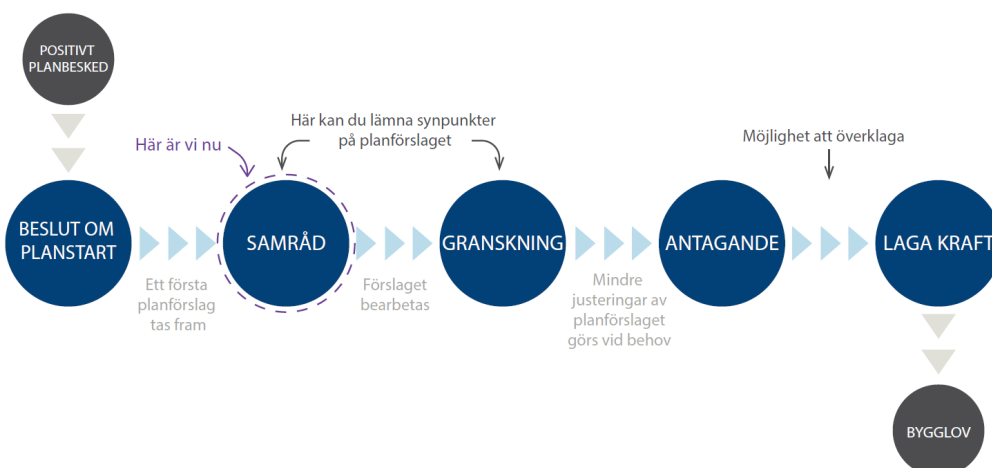 POSITIVT
PLANBESKED
Här är vi nu
Här kan du lämna synpunkter
på planförslaget
Möjlighet att överklaga
BESLUT OM
PLANSTART
SAMRÅD
GRANSKNING
ANTAGANDE
LAGA KRAFT
Ett första
planförslag
tas fram
Förslaget
bearbetas
Mindre
justeringar av
planförslaget
görs vid behov
BYGGLOV